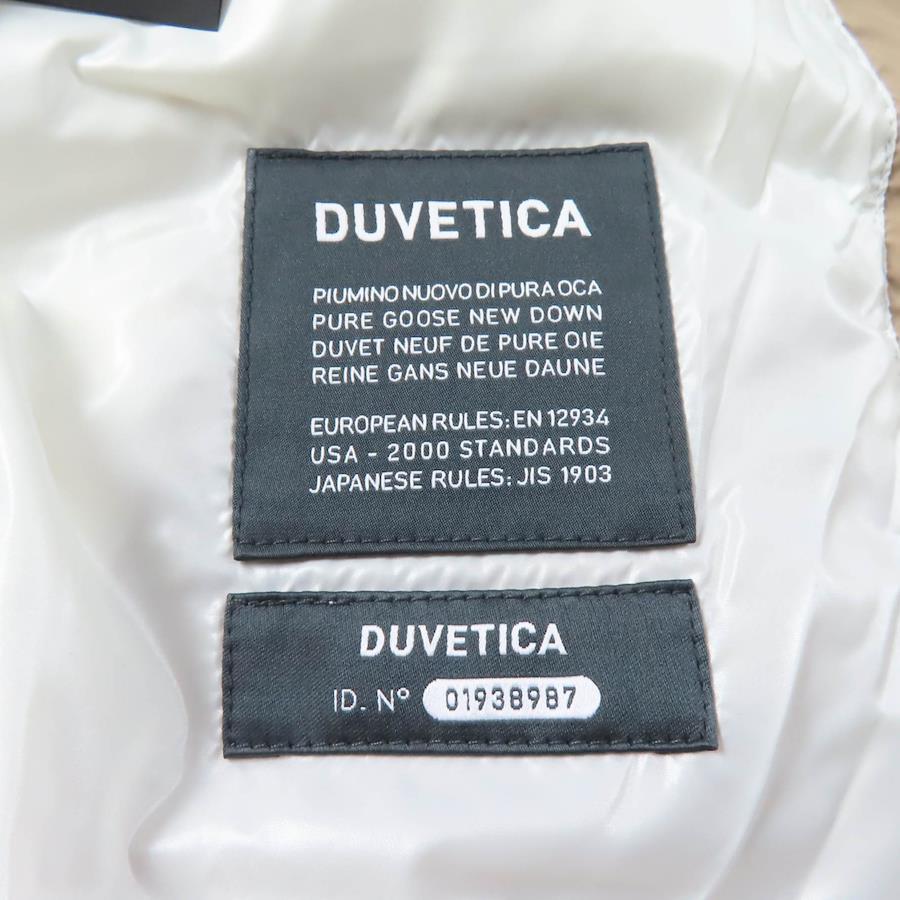 DUVETICA
PIUMINO NUOVO DI PURA OCA
PURE GOOSE NEW DOWN
DUVET NEUF DE PURE OIE
REINE GANS NEUE DAUNE
EUROPEAN RULES: EN 12934
USA - 2000 STANDARDS
JAPANESE RULES: JIS 1903
DUVETICA
ID. N° 01938987